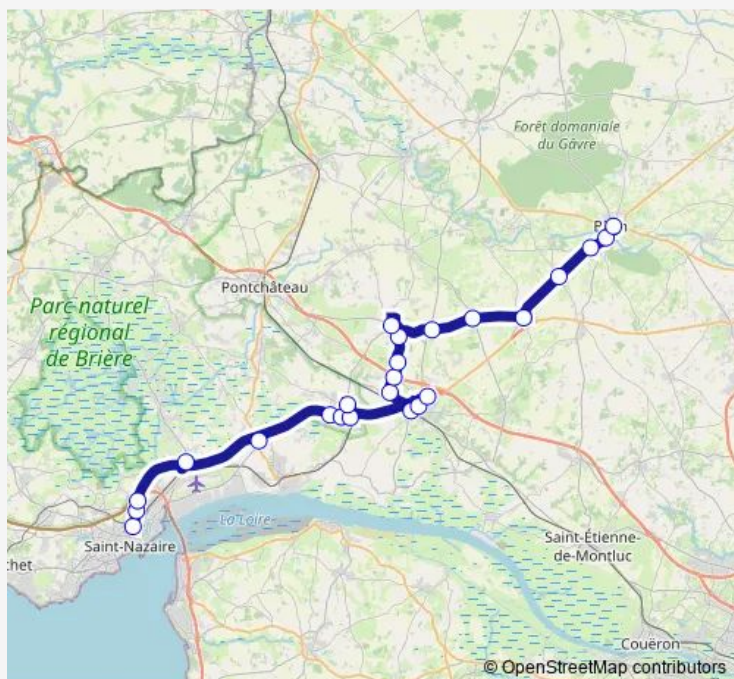 Forêt domaniale
du Gâvre
Pontchâteau
Parc naturel
régional
de Brière
La Loire
Saint-Nazaire
Saint-Étienne-
de-Montluc
chet
Couëron
© OpenStreetMap contributors